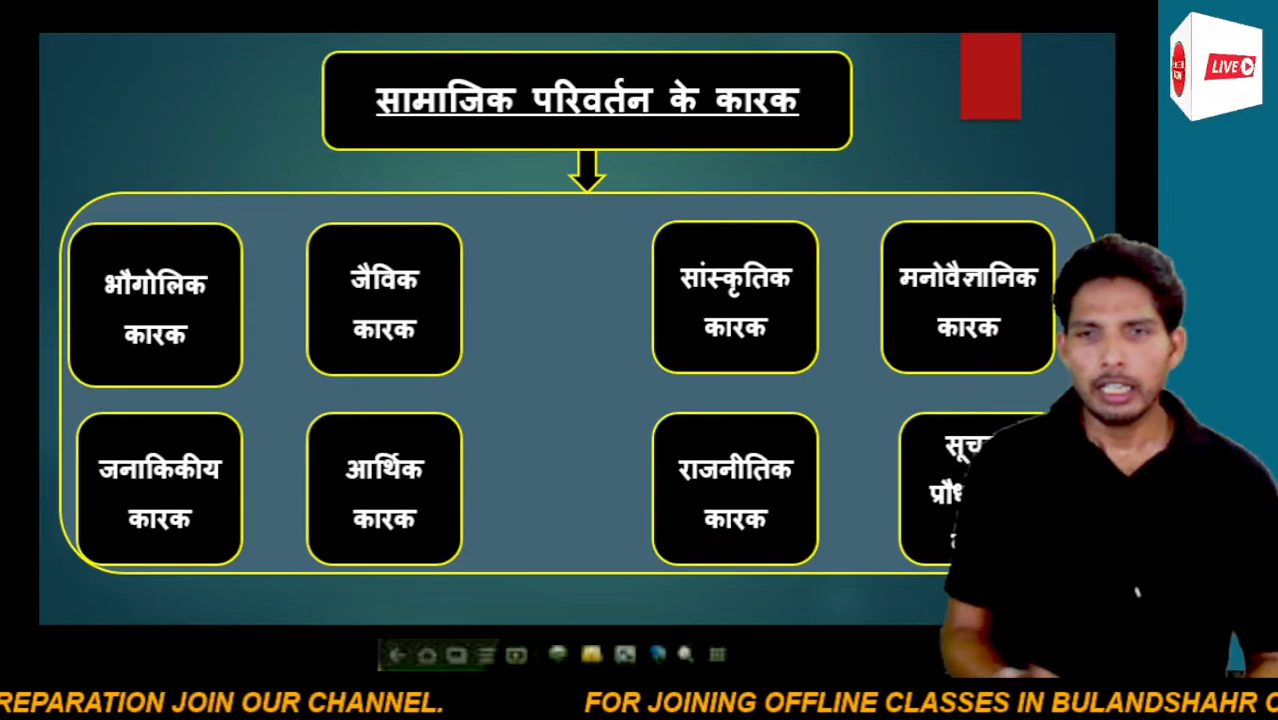 सामाजिक परिवर्तन के कारक
LIVE
भौगोलिक
कारक
जैविक
कारक
सांस्कृतिक
कारक
मनोवैज्ञानिक
कारक
जनाकिकीय
कारक
आर्थिक
कारक
राजनीतिक
कारक
REPARATION JOIN OUR CHANNEL. FOR JOINING OFFLINE CLASSES IN BULANDSHAHR